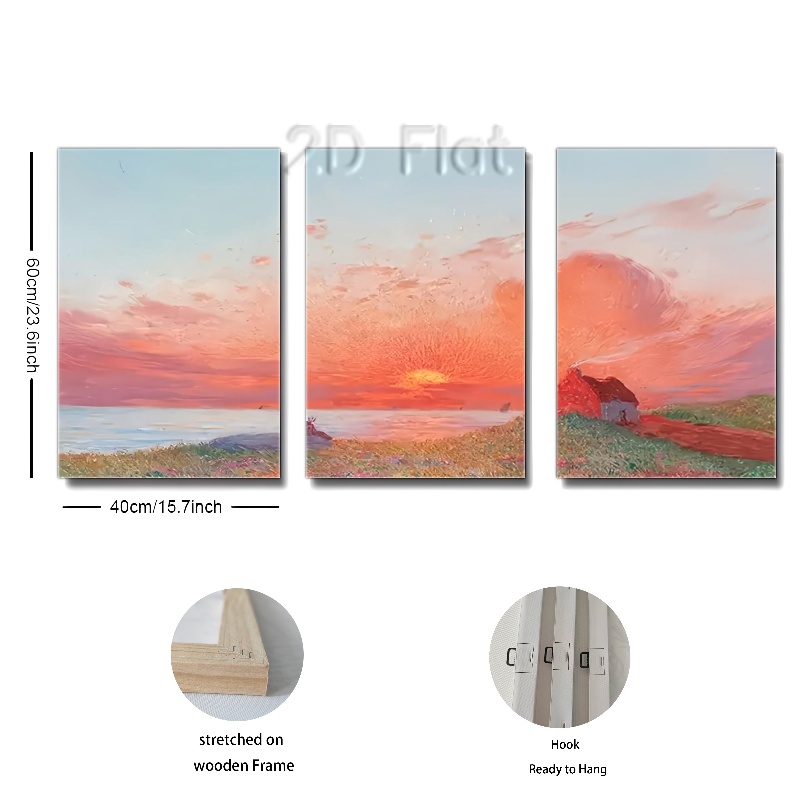 2D Flat
60cm/23.6inch
40cm/15.7inch
stretched on
wooden Frame
Hook
Ready to Hang